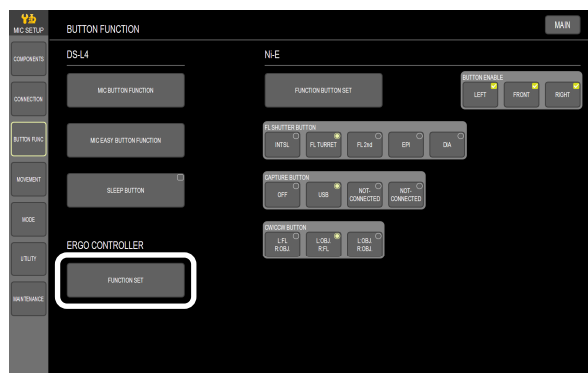 MIC SETUP
BUTTON FUNCTION
MAIN
COMPONENTS
CONNECTION
BUTTON FUNC
MOVEMENT
MODE
UTILITY
MAINTENANCE
DS-L4
MIC BUTTON FUNCTION
MIC EASY BUTTON FUNCTION
SLEEP BUTTON
ERGO CONTROLLER
FUNCTION SET
Ni-E
FUNCTION BUTTON SET
BUTTON ENABLE
LEFT FRONT RIGHT
FL SHUTTER BUTTON
INTSL FL TURRET FL 2nd EPI DIA
CAPTURE BUTTON
OFF USB NOT-CONNECTED NOT-CONNECTED
CW/CCW BUTTON
L:FL L:OBJ. L:OBJ.
R:OBJ. R:FL R:OBJ.